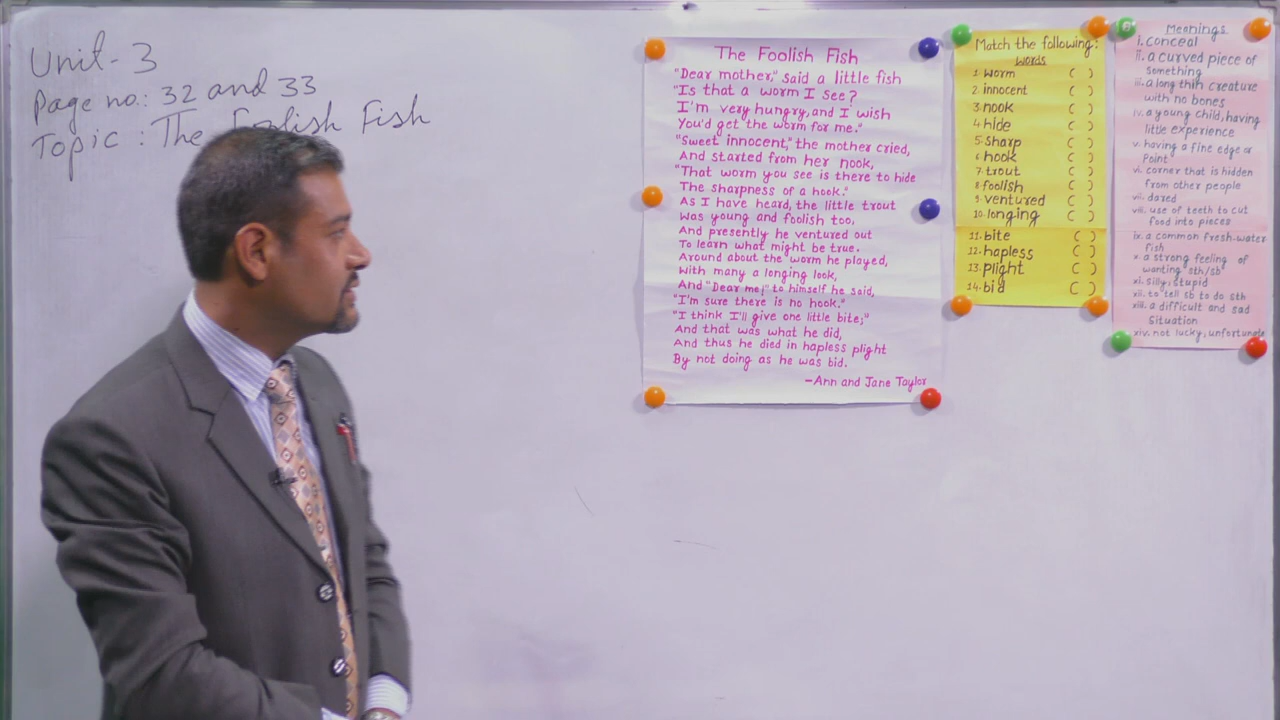 Unit- 3
Page no.: 32 and 33
Topic : The Foolish Fish
The Foolish Fish
"Dear mother," said a little fish
"Is that a worm I see?
I'm very hungry, and I wish
You'd get the worm for me."
"Sweet innocent," the mother cried,
And started from her nook,
"That worm you see is there to hide
The sharpness of a hook."
As I have heard, the little trout
Was young and foolish too,
And presently he ventured out
To learn what might be true.
Around about the worm he played,
With many a longing look,
And "Dear me!" to himself he said,
"I'm sure there is no hook."
"I think I'll give one little bite;"
And that was what he did,
And thus he died in hapless plight
By not doing as he was bid.
-Ann and Jane Taylor
Match the following:
Words
1. worm ( )
2. innocent ( )
3. nook ( )
4. hide ( )
5. Sharp ( )
6. hook ( )
7. trout ( )
8. foolish ( )
9. ventured ( )
10. longing ( )
11. bite ( )
12. hapless ( )
13. plight ( )
14. bid ( )
Meanings
i. conceal
ii. a curved piece of
something
iii. a long thin creature
with no bones
iv. a young child, having
little experience
v. having a fine edge or
Point
vi. corner that is hidden
from other people
vii. dared
viii. use of teeth to cut
food into pieces
ix. a common fresh-water
fish
x. a strong feeling of
wanting sth/sb
xi. silly, stupid
xii. to tell sb to do sth
xiii. a difficult and sad
Situation
xiv. not lucky, unfortunate